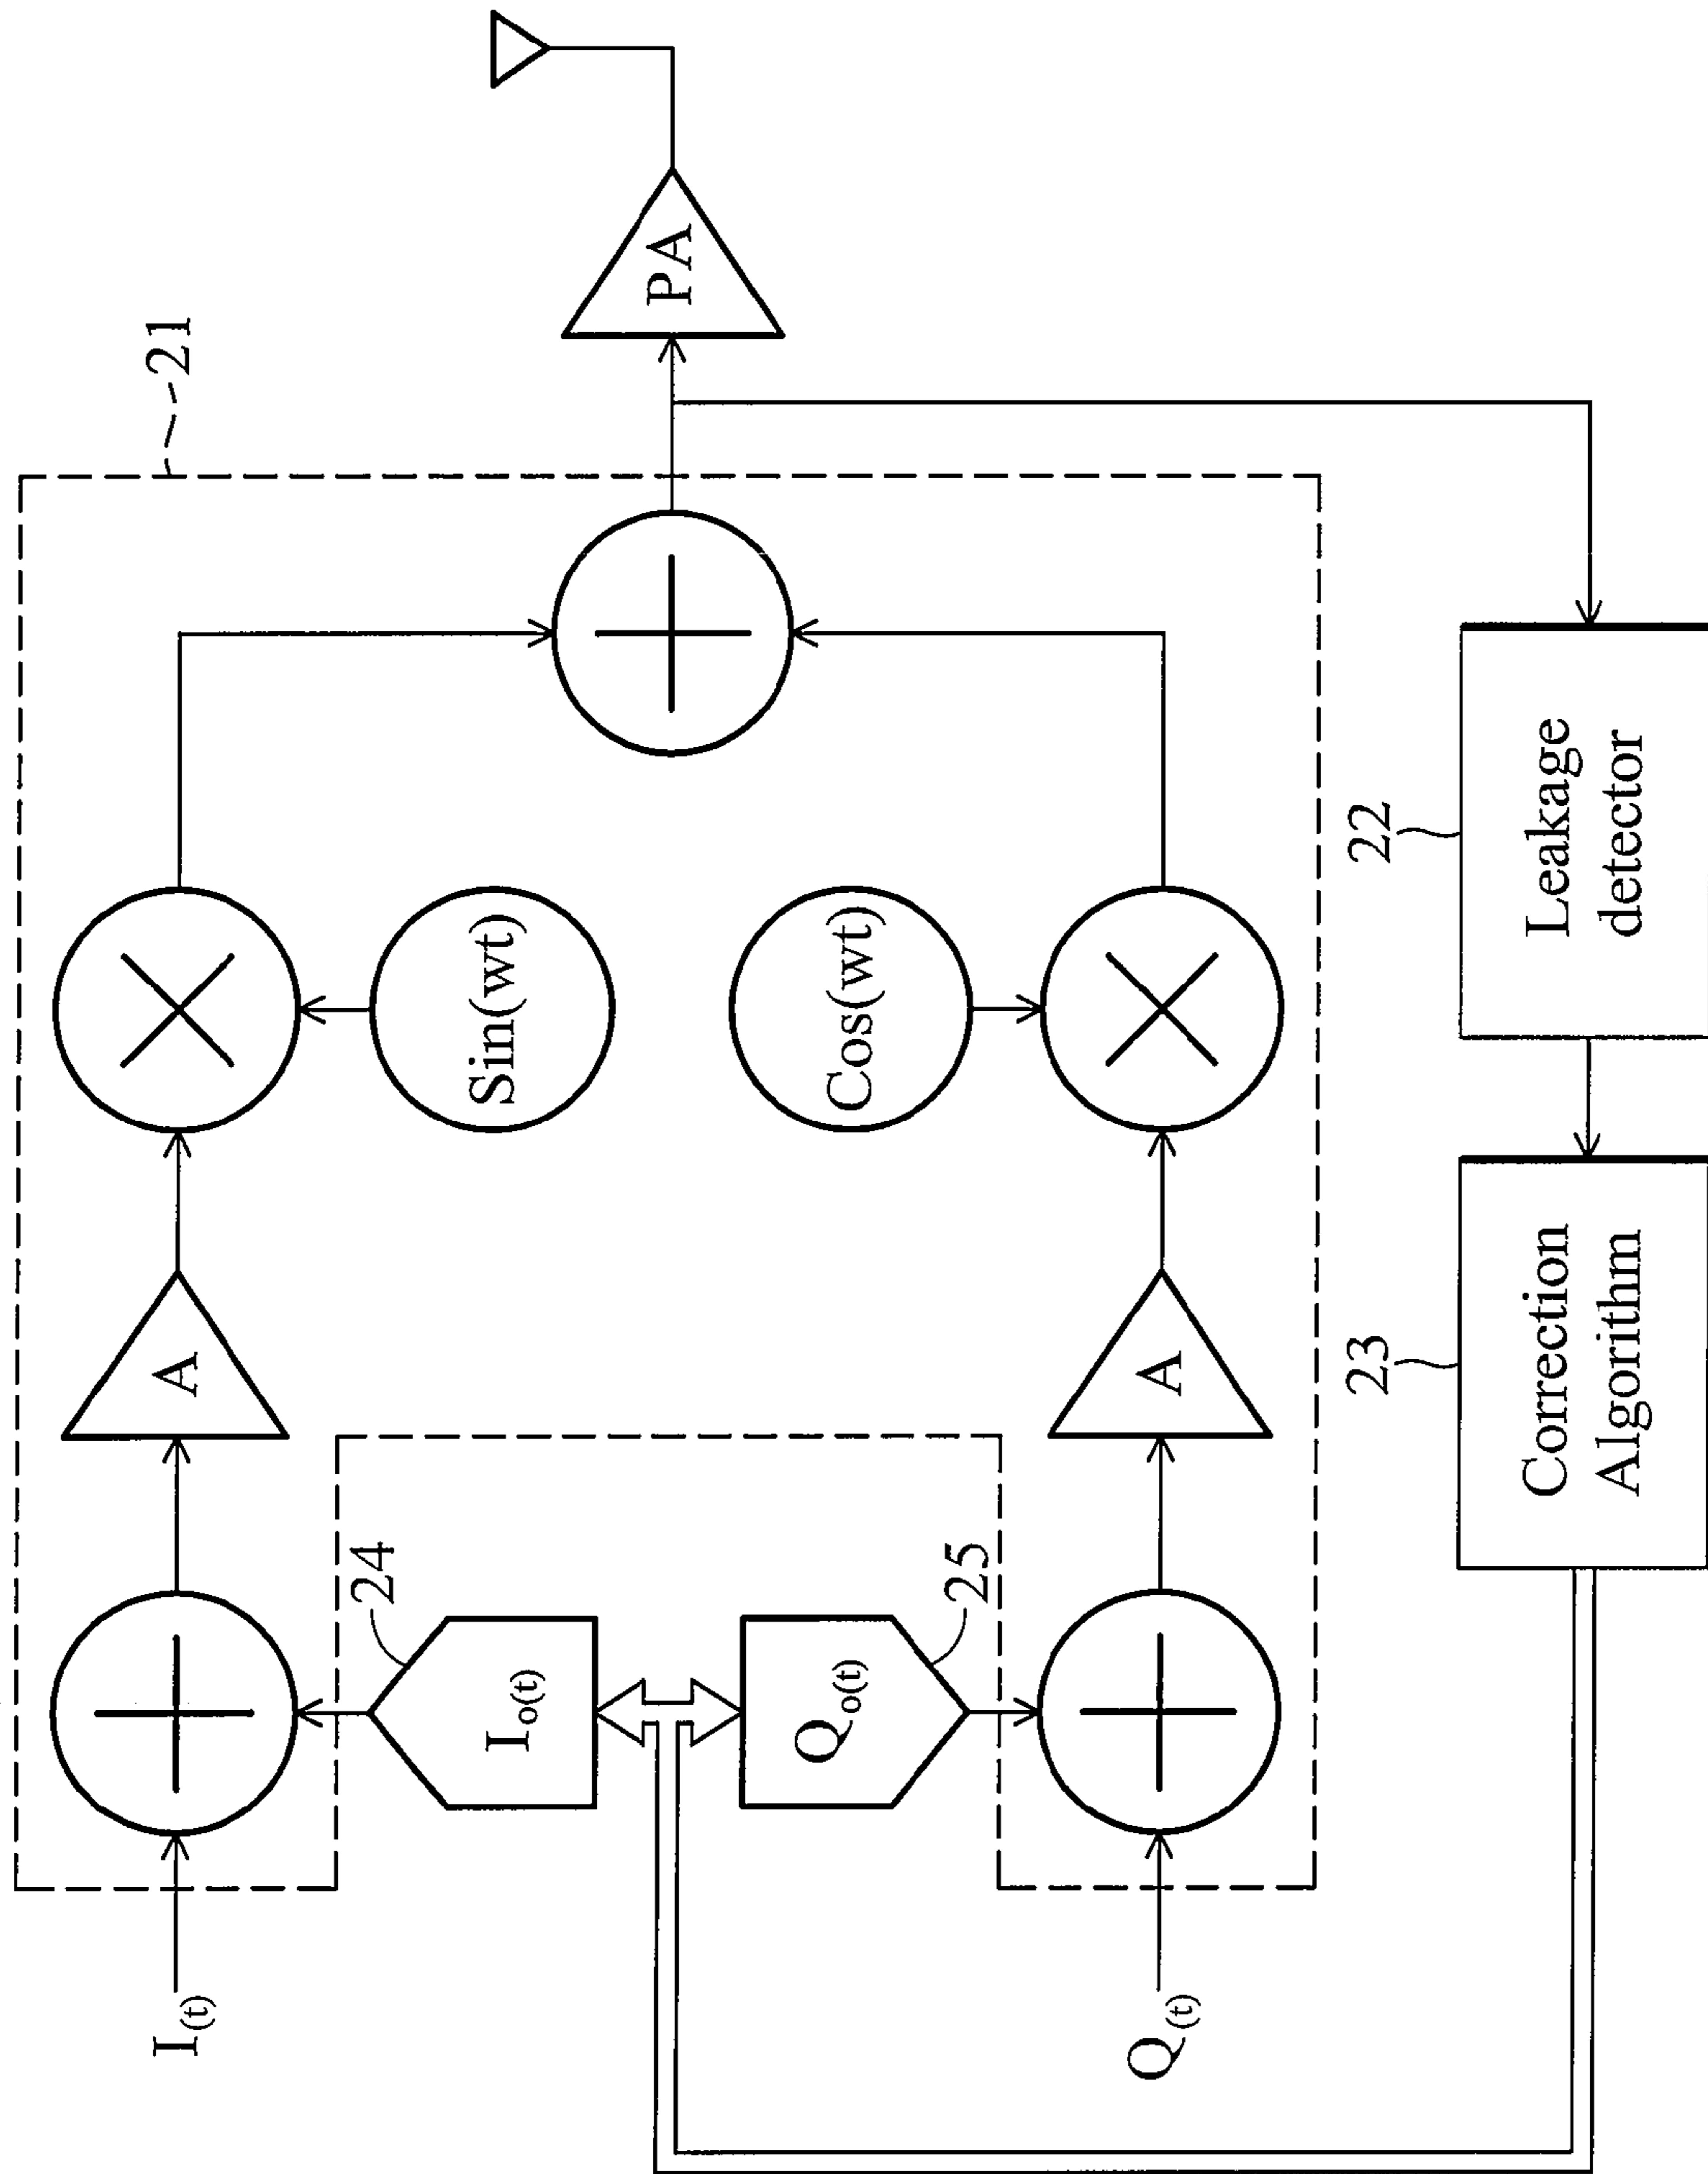 21
PA
A
Sin(wt)
Cos(wt)
A
I(t)
24
Io(t)
Qo(t)
25
Q(t)
22
Leakage
detector
23
Correction
Algorithm